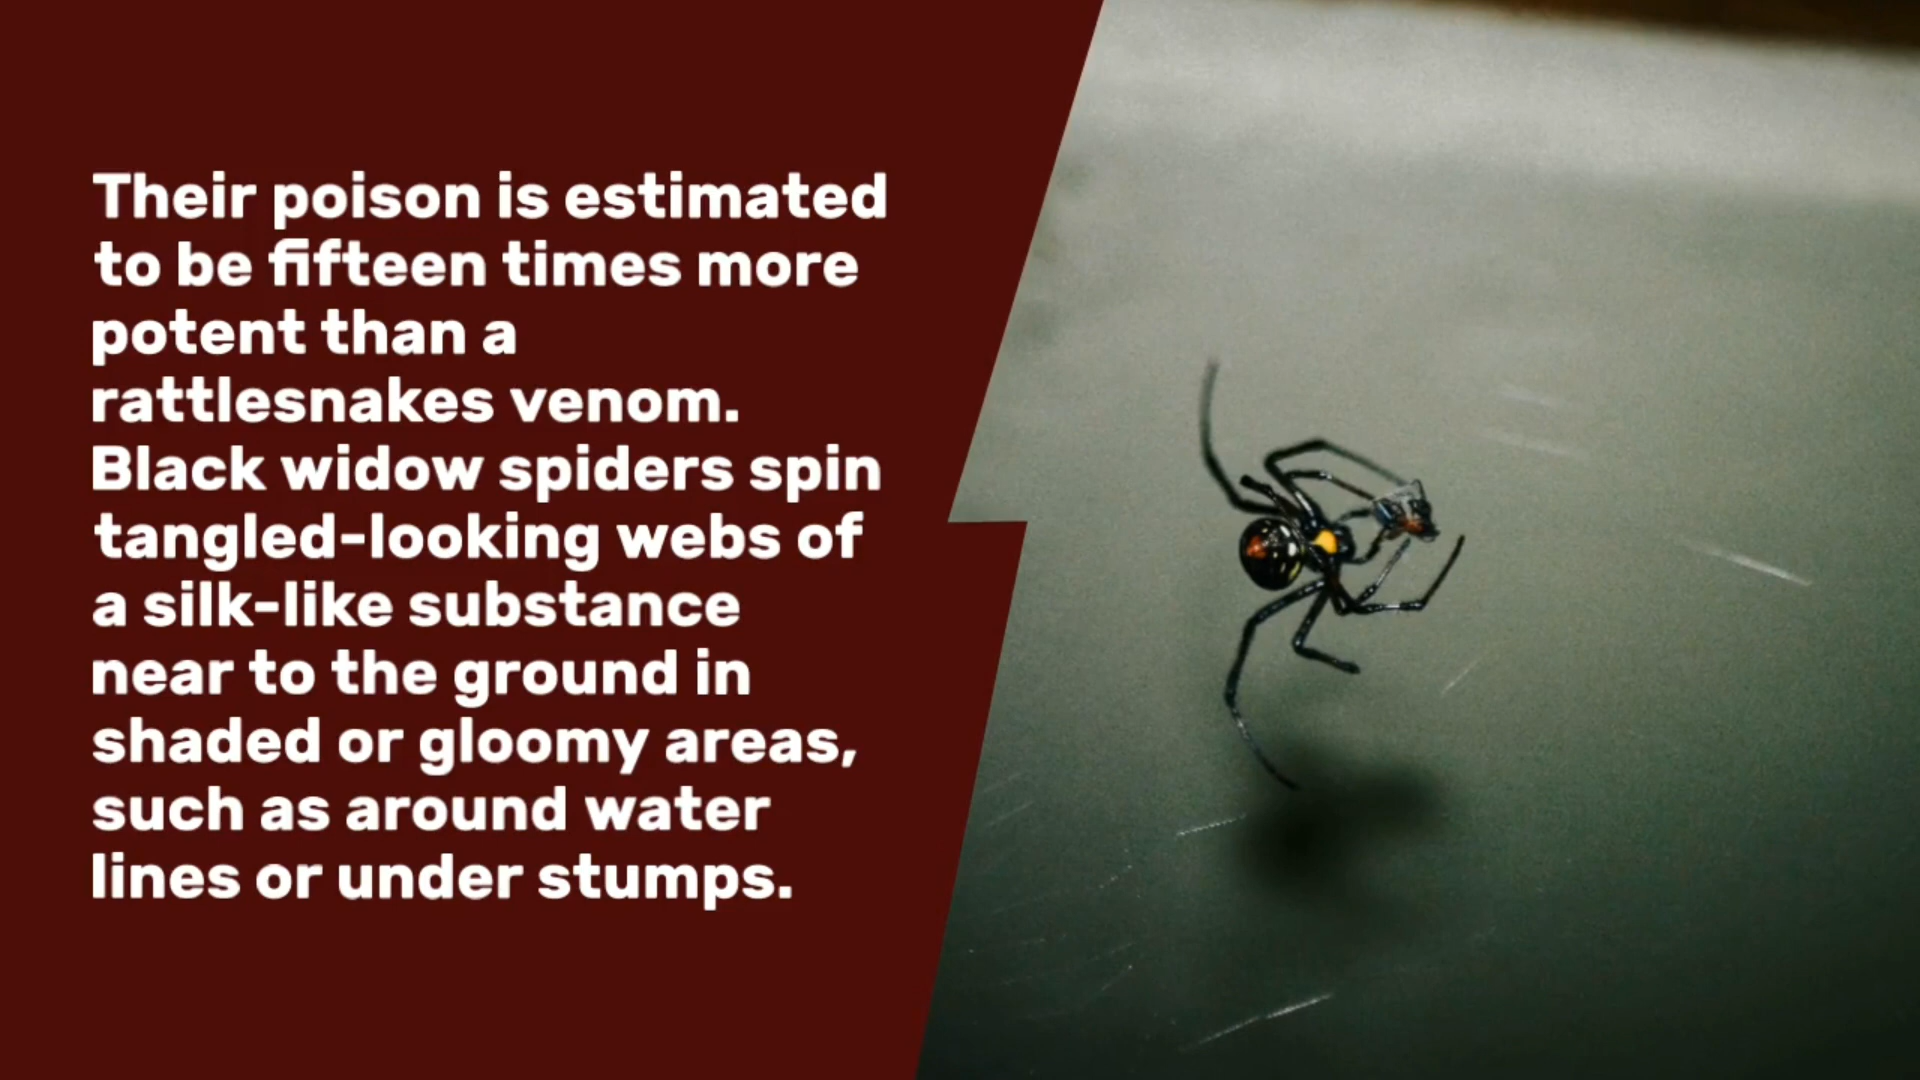 Their poison is estimated
to be fifteen times more
potent than a
rattlesnakes venom.
Black widow spiders spin
tangled-looking webs of
a silk-like substance
near to the ground in
shaded or gloomy areas,
such as around water
lines or under stumps.